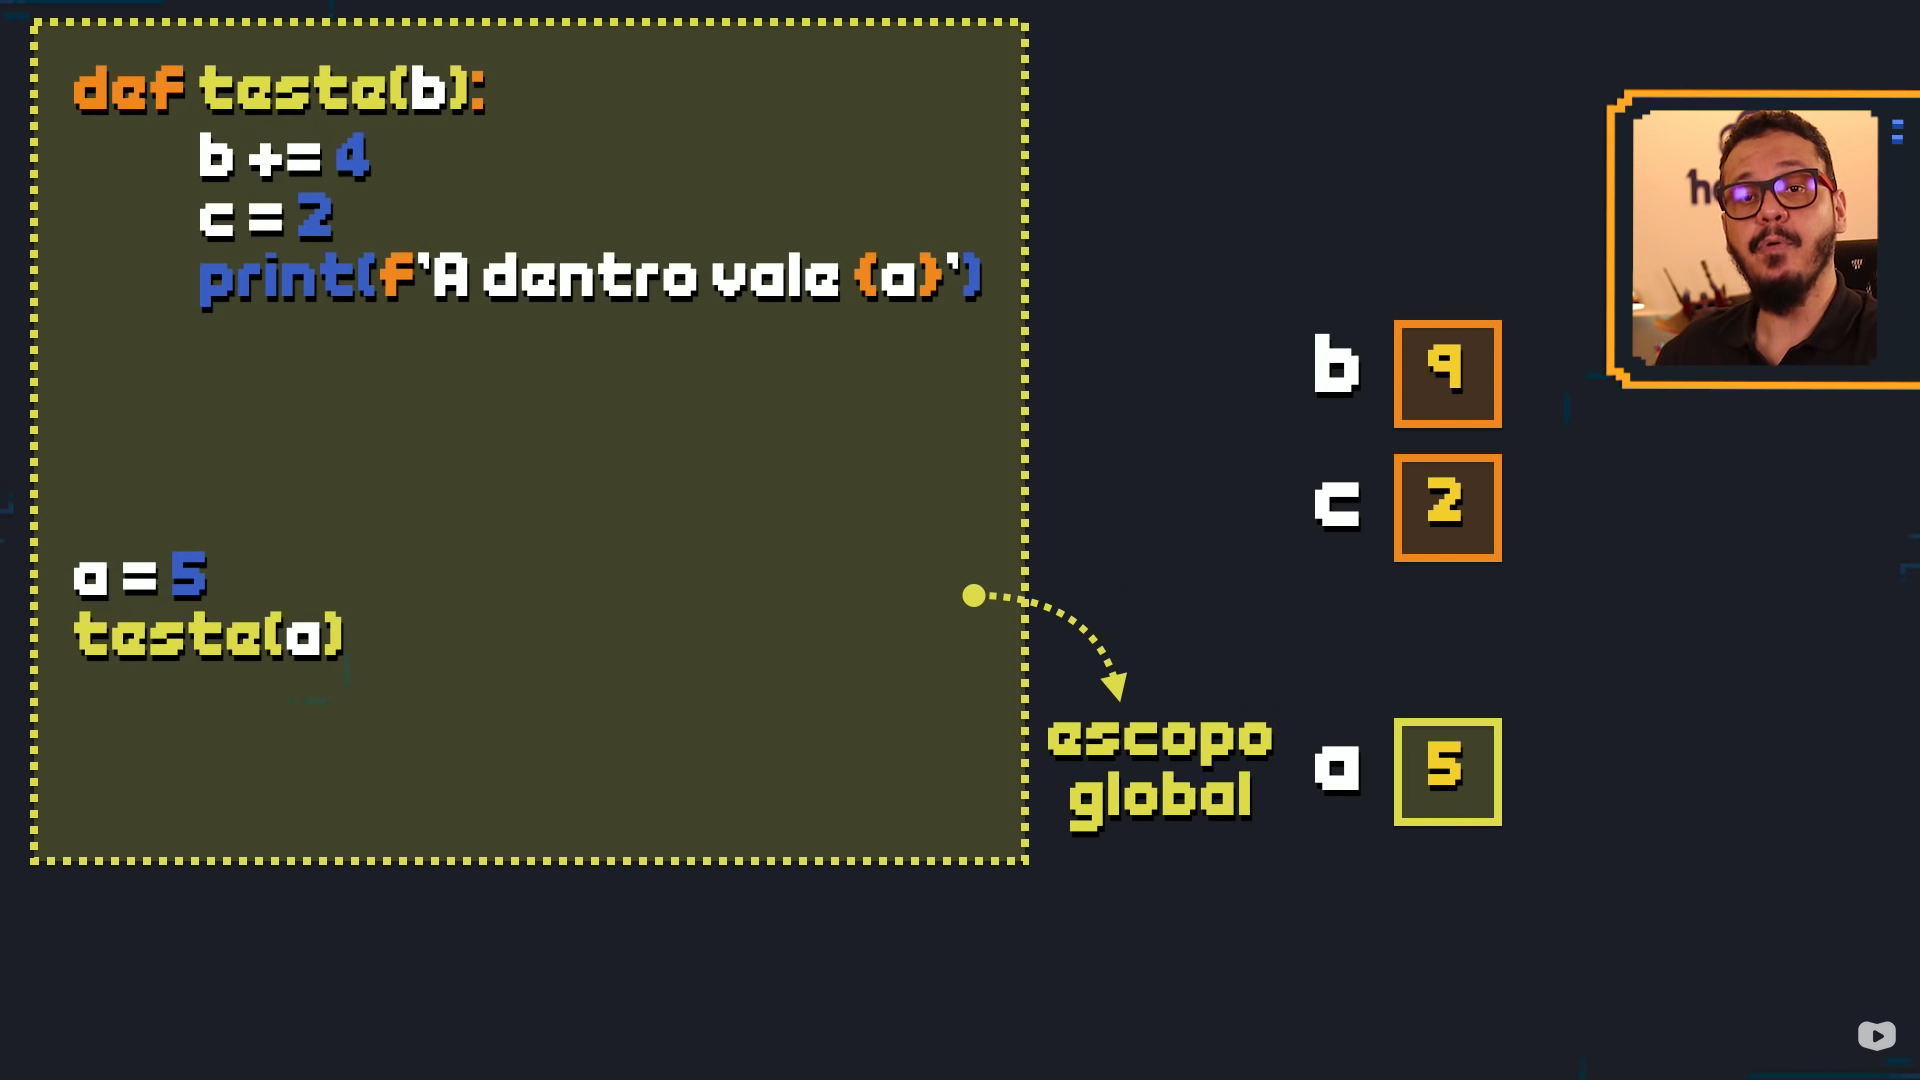 def teste(b):
b += 4
c = 2
print(f'A dentro vale {a}')
a = 5
teste(a)
escopo
global
b 9
c 2
a 5